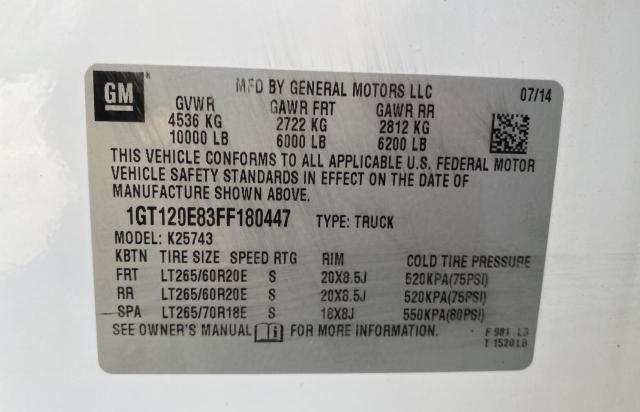 GM
MFD BY GENERAL MOTORS LLC 07/14
GVWR GAWR FRT GAWR RR
4536 KG 2722 KG 2812 KG
10000 LB 6000 LB 6200 LB
THIS VEHICLE CONFORMS TO ALL APPLICABLE U.S. FEDERAL MOTOR
VEHICLE SAFETY STANDARDS IN EFFECT ON THE DATE OF
MANUFACTURE SHOWN ABOVE.
1GT120E83FF180447 TYPE: TRUCK
MODEL: K25743
KBTN TIRE SIZE SPEED RTG RIM COLD TIRE PRESSURE
FRT LT265/60R20E S 20X8.5J 520KPA(75PSI)
RR LT265/60R20E S 20X8.5J 520KPA(75PSI)
SPA LT265/70R18E S 18X8J 550KPA(80PSI)
SEE OWNER'S MANUAL FOR MORE INFORMATION.
F 981 LB
T 1520 LB